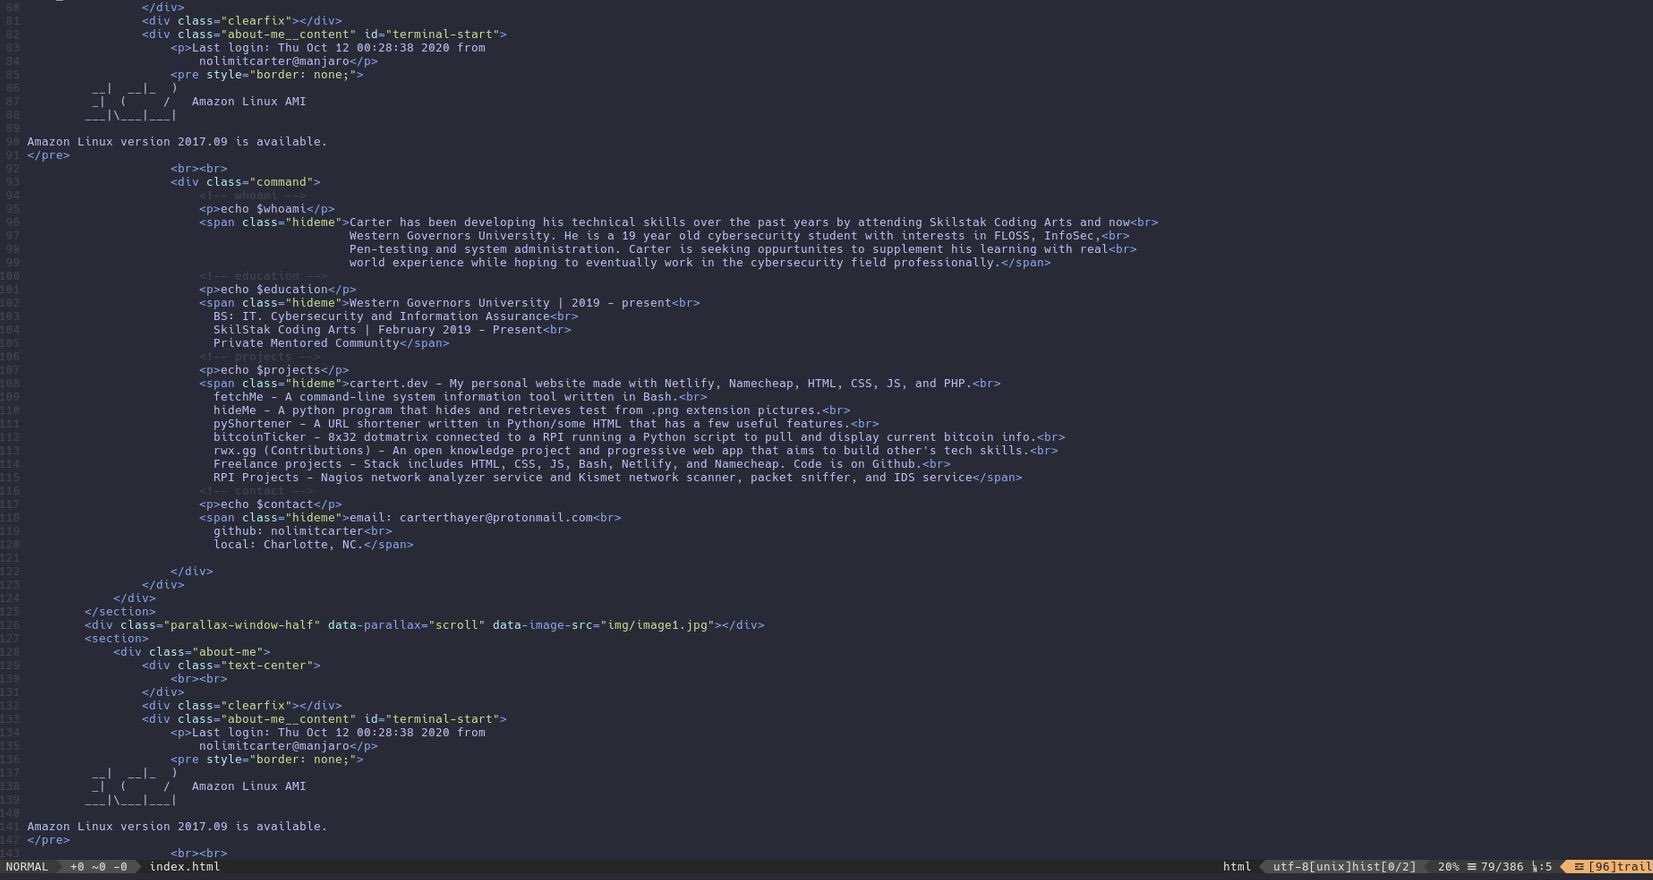 80                 </div>
81                 <div class="clearfix"></div>
82                 <div class="about-me__content" id="terminal-start">
83                     <p>Last login: Thu Oct 12 00:28:38 2020 from
84                         nolimitcarter@manjaro</p>
85                     <pre style="border: none;">
86          __|  __|_  )
87          _|  (     /   Amazon Linux AMI
88         ___|\___|___|
89
90 Amazon Linux version 2017.09 is available.
91 </pre>
92                     <br><br>
93                     <div class="command">
94                         <!-- whoami -->
95                         <p>echo $whoami</p>
96                         <span class="hideme">Carter has been developing his technical skills over the past years by attending Skilstak Coding Arts and now<br>
97                                              Western Governors University. He is a 19 year old cybersecurity student with interests in FLOSS, InfoSec,<br>
98                                              Pen-testing and system administration. Carter is seeking oppurtunites to supplement his learning with real<br>
99                                              world experience while hoping to eventually work in the cybersecurity field professionally.</span>
100                         <!-- education -->
101                         <p>echo $education</p>
102                         <span class="hideme">Western Governors University | 2019 - present<br>
103                           BS: IT. Cybersecurity and Information Assurance<br>
104                           SkilStak Coding Arts | February 2019 - Present<br>
105                           Private Mentored Community</span>
106                         <!-- projects -->
107                         <p>echo $projects</p>
108                         <span class="hideme">cartert.dev - My personal website made with Netlify, Namecheap, HTML, CSS, JS, and PHP.<br>
109                           fetchMe - A command-line system information tool written in Bash.<br>
110                           hideMe - A python program that hides and retrieves test from .png extension pictures.<br>
111                           pyShortener - A URL shortener written in Python/some HTML that has a few useful features.<br>
112                           bitcoinTicker - 8x32 dotmatrix connected to a RPI running a Python script to pull and display current bitcoin info.<br>
113                           rwx.gg (Contributions) - An open knowledge project and progressive web app that aims to build other's tech skills.<br>
114                           Freelance projects - Stack includes HTML, CSS, JS, Bash, Netlify, and Namecheap. Code is on Github.<br>
115                           RPI Projects - Nagios network analyzer service and Kismet network scanner, packet sniffer, and IDS service</span>
116                         <!-- contact -->
117                         <p>echo $contact</p>
118                         <span class="hideme">email: carterthayer@protonmail.com<br>
119                           github: nolimitcarter<br>
120                           local: Charlotte, NC.</span>
121
122                     </div>
123                 </div>
124             </div>
125         </section>
126         <div class="parallax-window-half" data-parallax="scroll" data-image-src="img/image1.jpg"></div>
127         <section>
128             <div class="about-me">
129                 <div class="text-center">
130                     <br><br>
131                 </div>
132                 <div class="clearfix"></div>
133                 <div class="about-me__content" id="terminal-start">
134                     <p>Last login: Thu Oct 12 00:28:38 2020 from
135                         nolimitcarter@manjaro</p>
136                     <pre style="border: none;">
137          __|  __|_  )
138          _|  (     /   Amazon Linux AMI
139         ___|\___|___|
140
141 Amazon Linux version 2017.09 is available.
142 </pre>
143                     <br><br>
NORMAL +0 ~0 -0 index.html html utf-8[unix]hist[0/2] 20% ≡ 79/386 :5 [96]trail